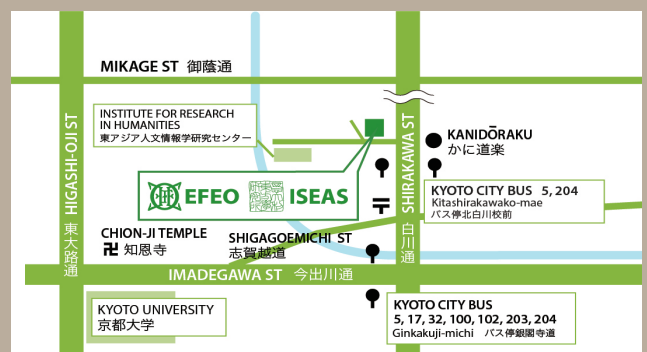 MIKAGE ST 御蔭通
HIGASHI-OJI ST 東大路通
INSTITUTE FOR RESEARCH
IN HUMANITIES
東アジア人文情報学研究センター
SHIRAKAWA ST 白川通
KANIDŌRAKU
かに道楽
EFEO ISEAS
KYOTO CITY BUS 5, 204
Kitashirakawako-mae
バス停北白川校前
CHION-JI TEMPLE
卍 知恩寺
SHIGAGOEMICHI ST
志賀越道
〒
IMADEGAWA ST 今出川通
KYOTO UNIVERSITY
京都大学
KYOTO CITY BUS
5, 17, 32, 100, 102, 203, 204
Ginkakuji-michi バス停銀閣寺道